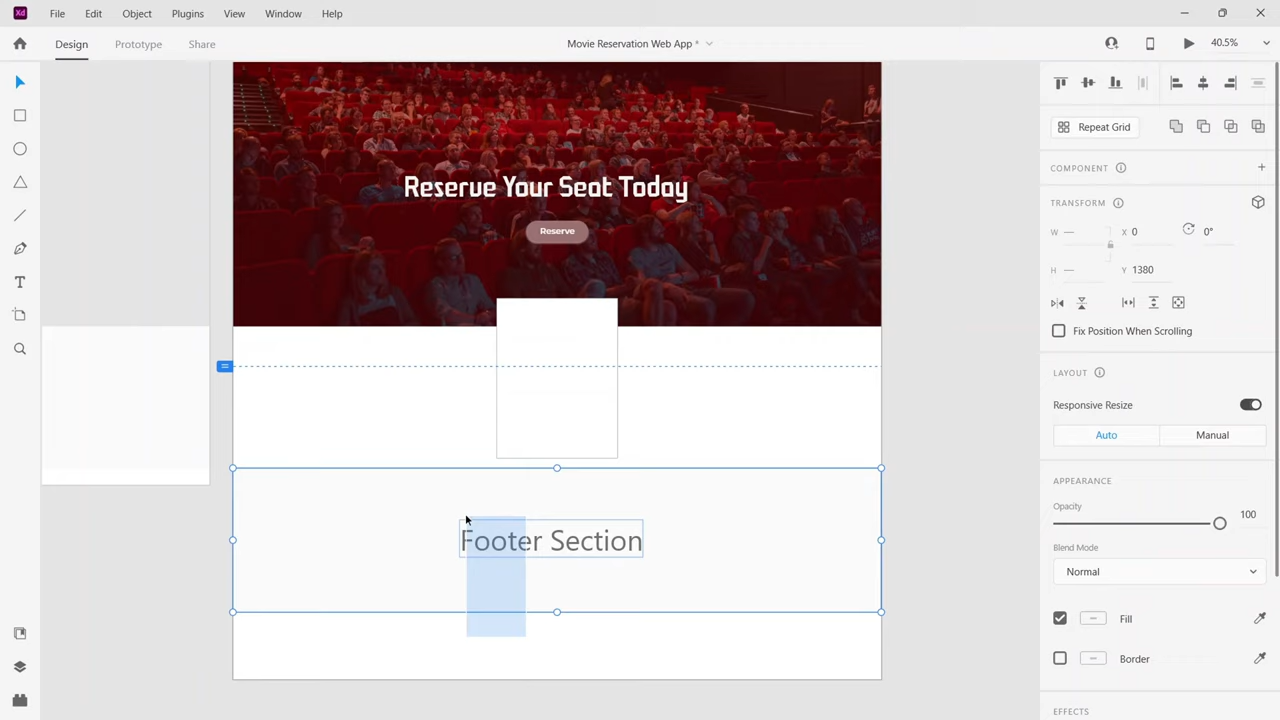 Xd File Edit Object Plugins View Window Help
Design Prototype Share Movie Reservation Web App * 40.5%
Repeat Grid
COMPONENT
TRANSFORM
W X 0 0°
H Y 1380
Fix Position When Scrolling
LAYOUT
Responsive Resize
Auto Manual
APPEARANCE
Opacity
100
Blend Mode
Normal
Fill
Border
EFFECTS
Reserve Your Seat Today
Reserve
Footer Section
T